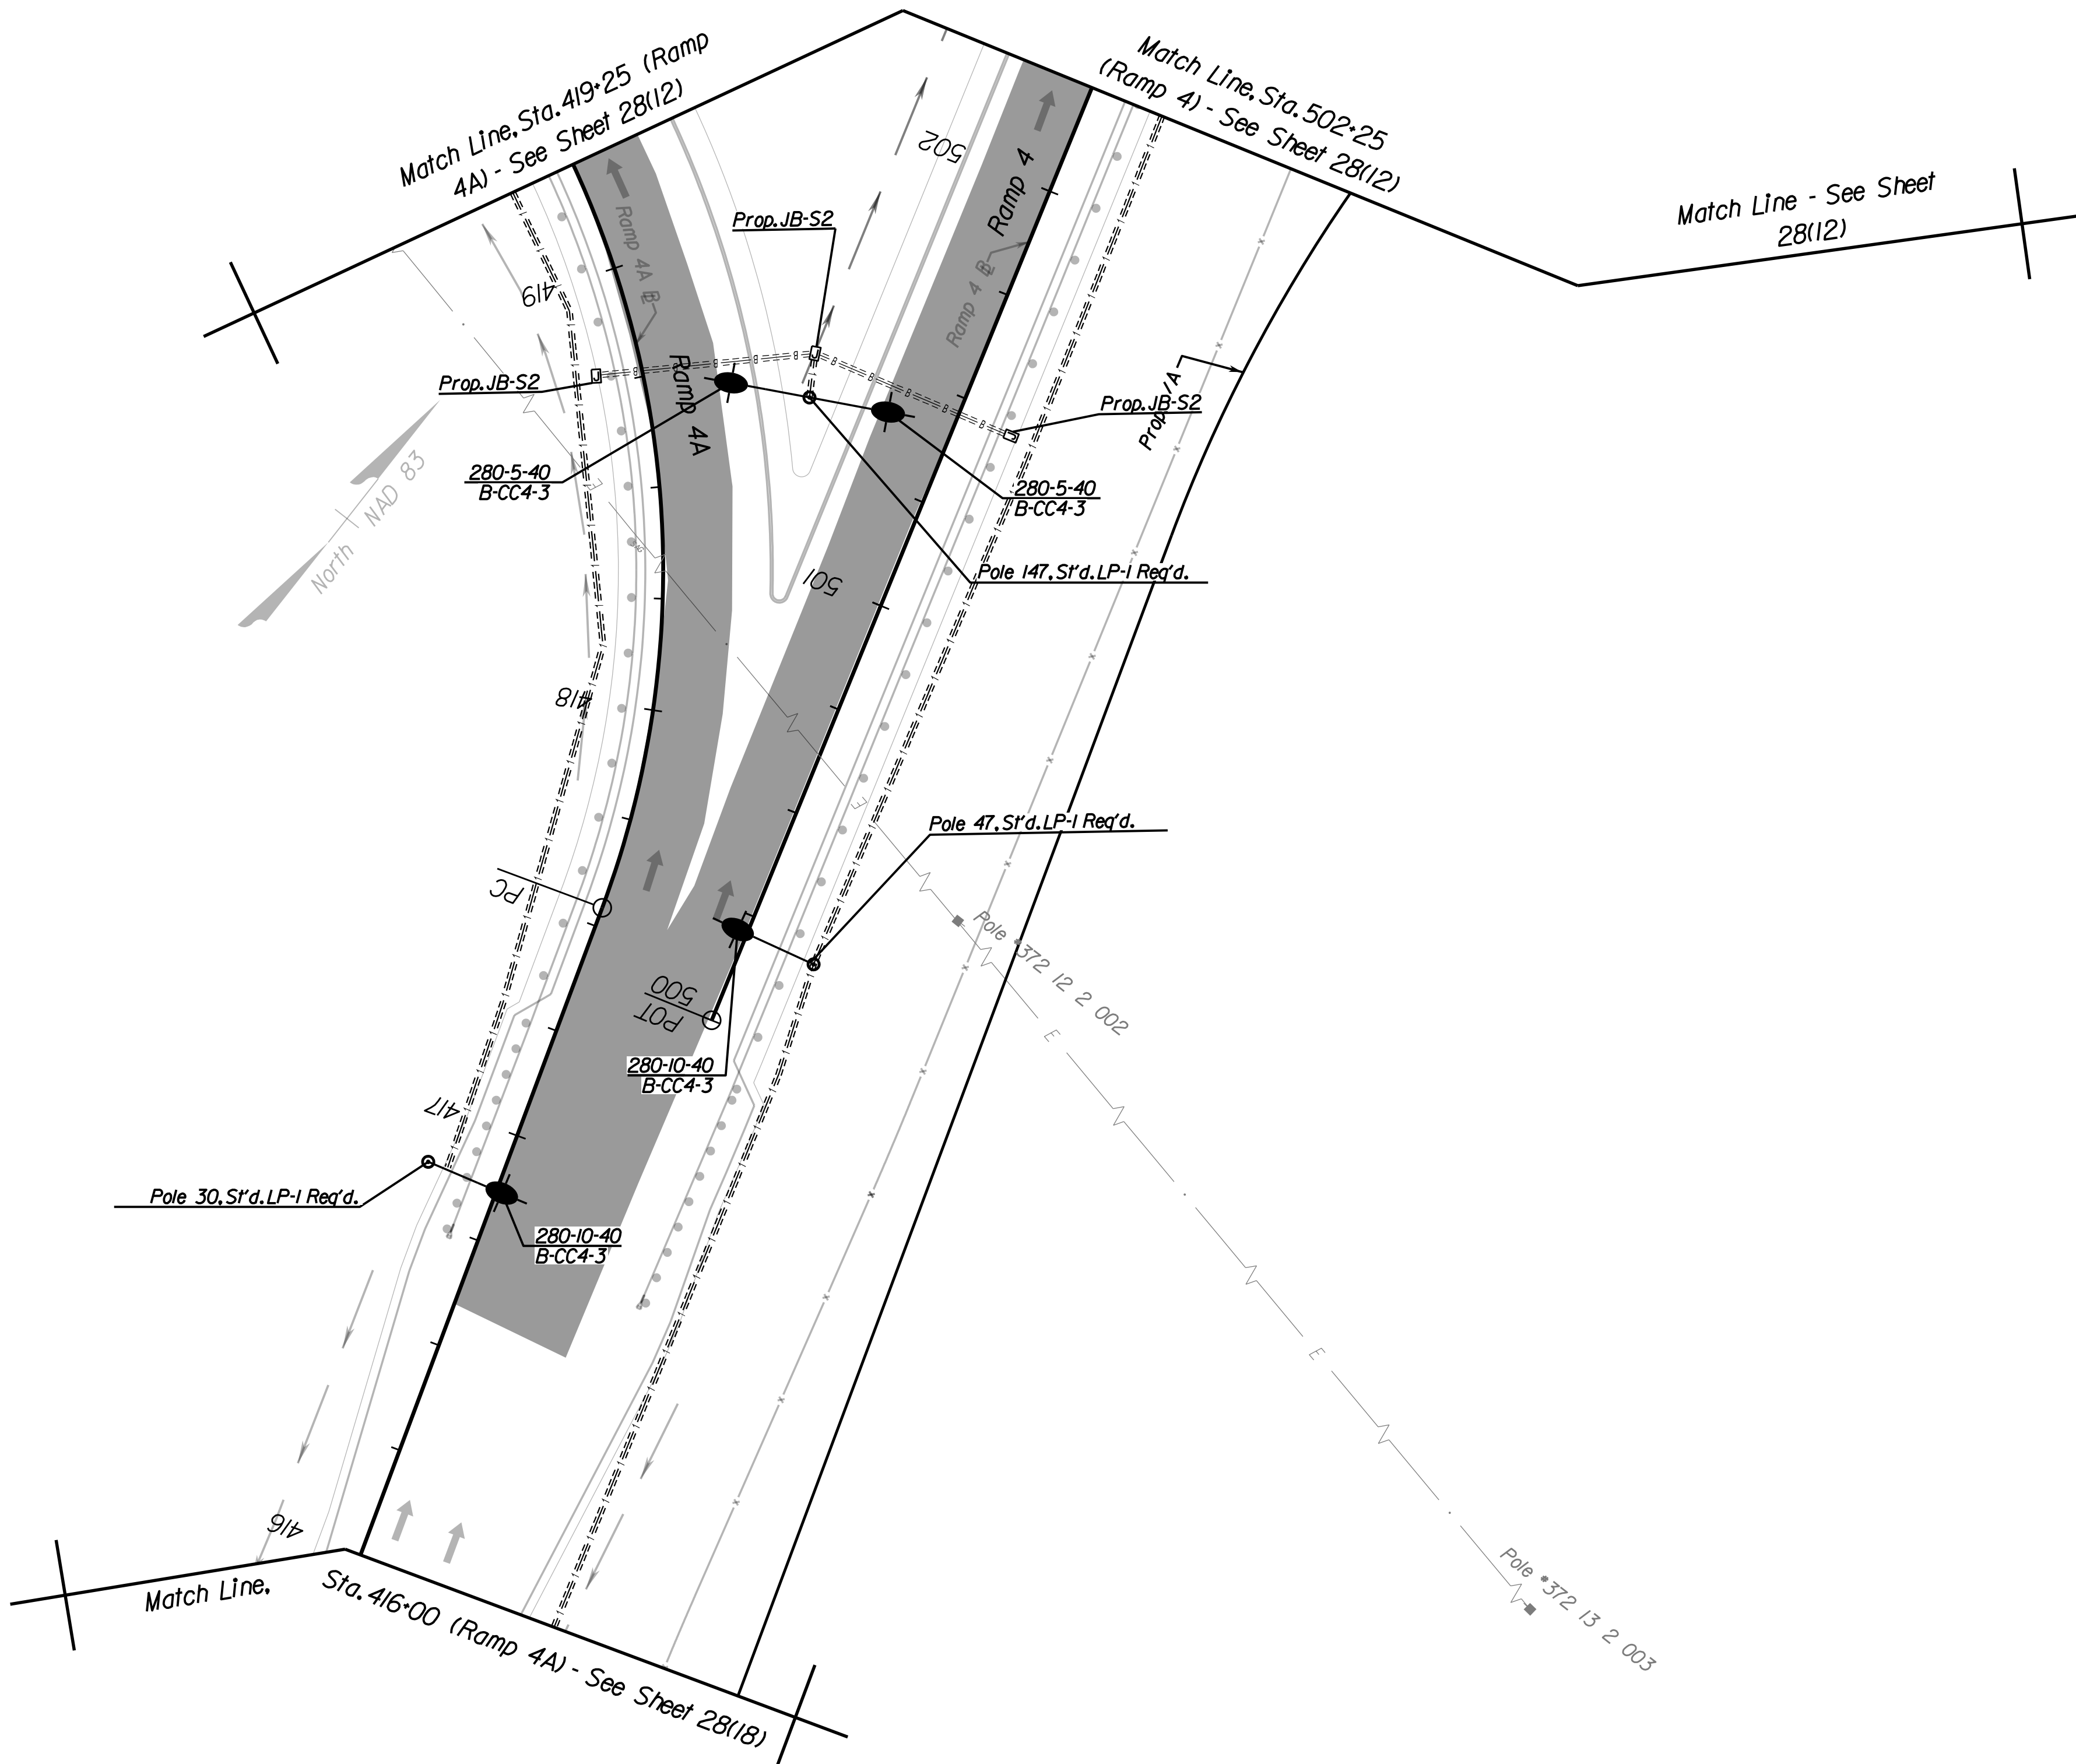 Match Line, Sta. 419+25 (Ramp
4A) - See Sheet 28(12)
Match Line, Sta. 502+25
(Ramp 4) - See Sheet 28(12)
Match Line - See Sheet
28(12)
502
Ramp 4
Prop. JB-S2
Ramp 4A B
419
Ramp 4 B
Prop. JB-S2
Ramp 4A
Prop. L/A
Prop. JB-S2
North NAD 83
280-5-40
B-CC4-3
280-5-40
B-CC4-3
501
Pole 147, St'd. LP-1 Req'd.
418
Pole 47, St'd. LP-1 Req'd.
PC
Pole #372 12 2 002
500
POT
280-10-40
B-CC4-3
417
E
Pole 30, St'd. LP-1 Req'd.
280-10-40
B-CC4-3
E
416
Match Line,
Sta. 416+00 (Ramp 4A) - See Sheet 28(18)
Pole #372 13 2 003